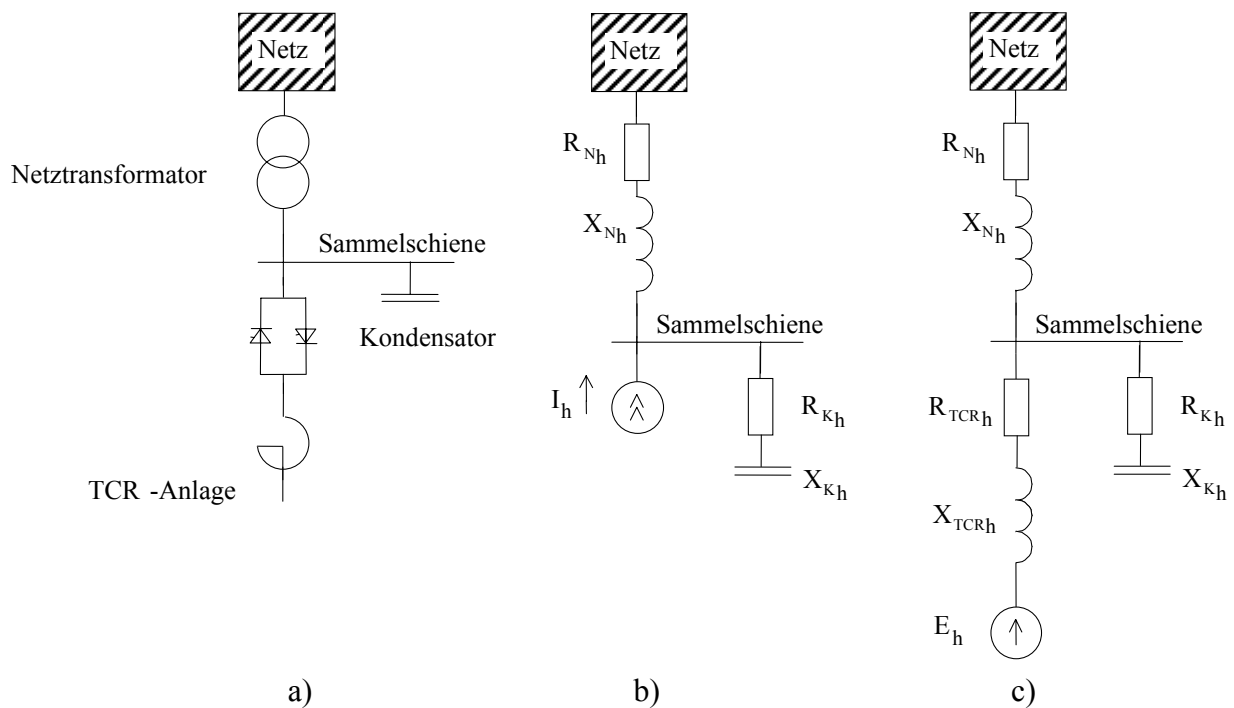 Netz
Netztransformator
Sammelschiene
Kondensator
TCR -Anlage
a)
Netz
R_Nh
X_Nh
Sammelschiene
I_h
R_Kh
X_Kh
b)
Netz
R_Nh
X_Nh
Sammelschiene
R_TCRh
R_Kh
X_Kh
X_TCRh
E_h
c)